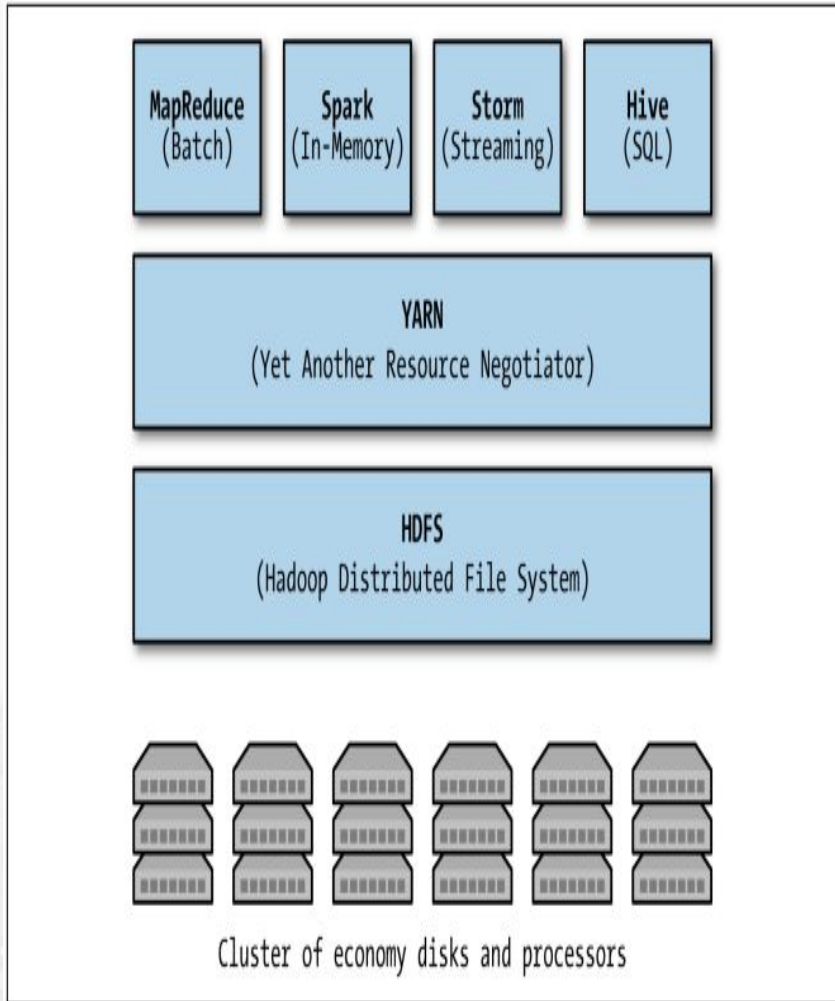 MapReduce
(Batch)
Spark
(In-Memory)
Storm
(Streaming)
Hive
(SQL)
YARN
(Yet Another Resource Negotiator)
HDFS
(Hadoop Distributed File System)
Cluster of economy disks and processors